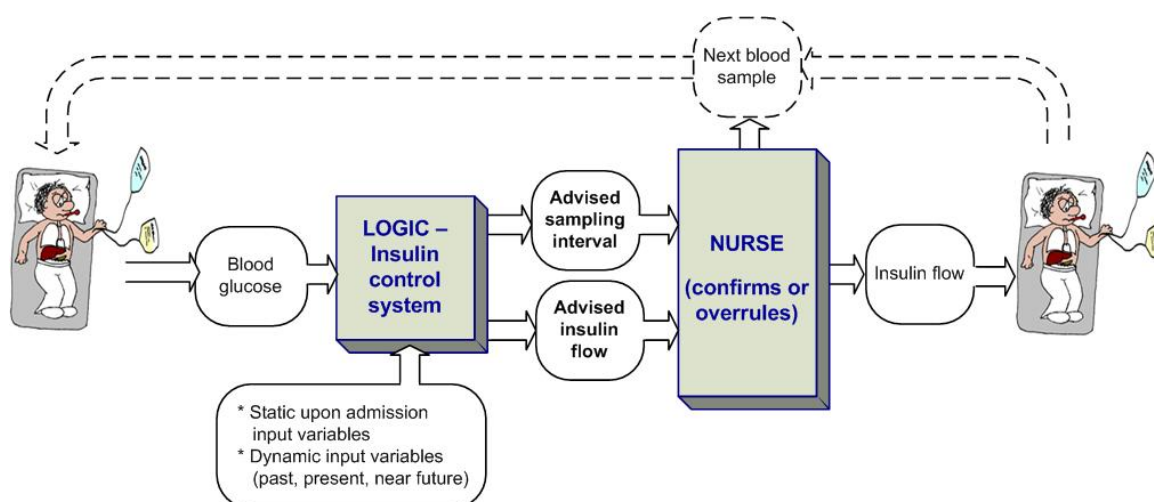 Next blood
sample
Blood
glucose
LOGIC –
Insulin
control
system
Advised
sampling
interval
Advised
insulin
flow
NURSE
(confirms or
overrules)
Insulin flow
* Static upon admission
input variables
* Dynamic input variables
(past, present, near future)